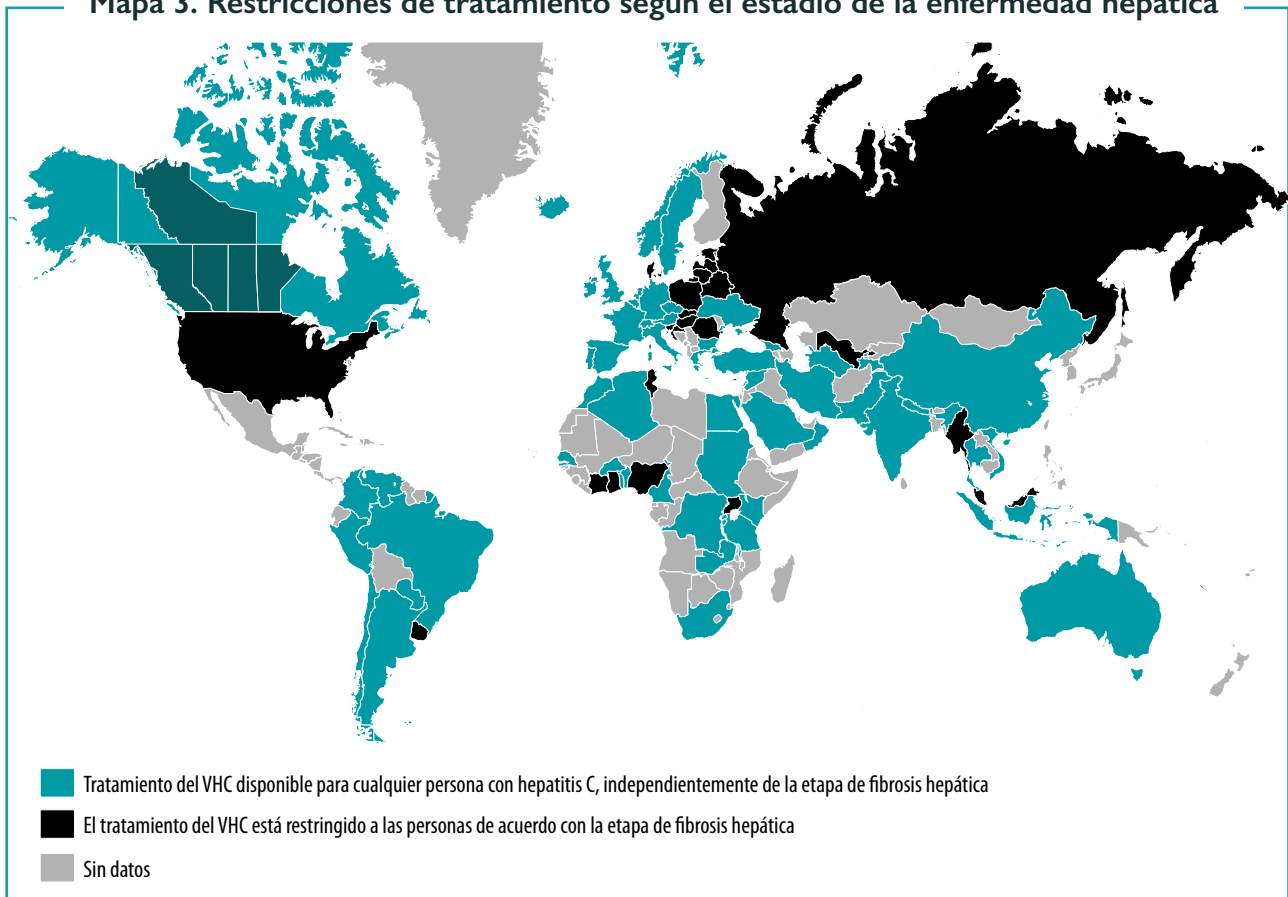 Mapa 3. Restricciones de tratamiento según el estadio de la enfermedad hepática
Tratamiento del VHC disponible para cualquier persona con hepatitis C, independientemente de la etapa de fibrosis hepática
El tratamiento del VHC está restringido a las personas de acuerdo con la etapa de fibrosis hepática
Sin datos